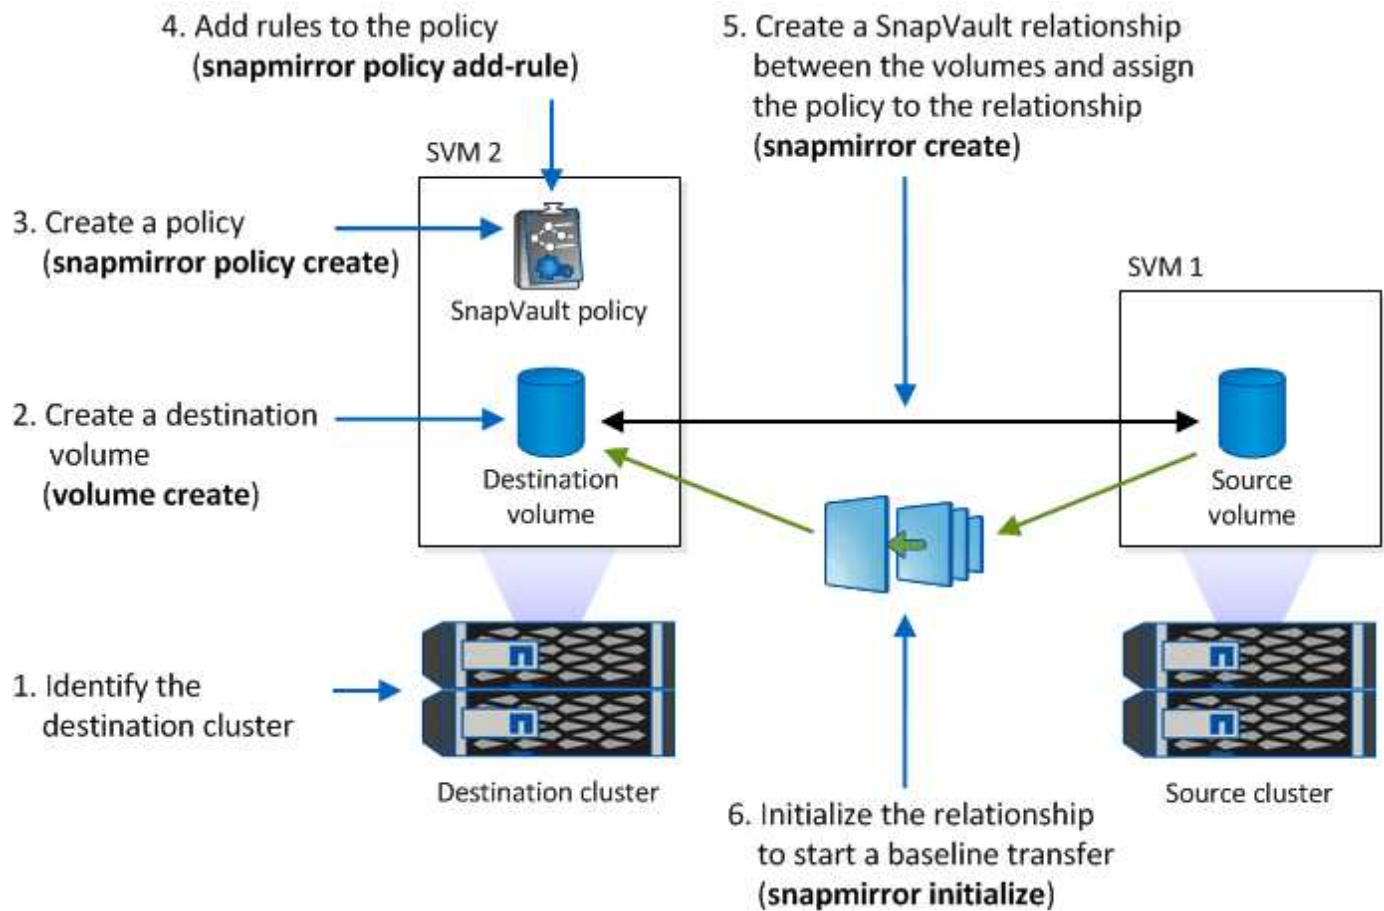 4. Add rules to the policy
(snapmirror policy add-rule)
5. Create a SnapVault relationship
between the volumes and assign
the policy to the relationship
(snapmirror create)
SVM 2
3. Create a policy
(snapmirror policy create)
SnapVault policy
SVM 1
2. Create a destination
volume
(volume create)
Destination
volume
Source
volume
1. Identify the
destination cluster
Destination cluster
Source cluster
6. Initialize the relationship
to start a baseline transfer
(snapmirror initialize)